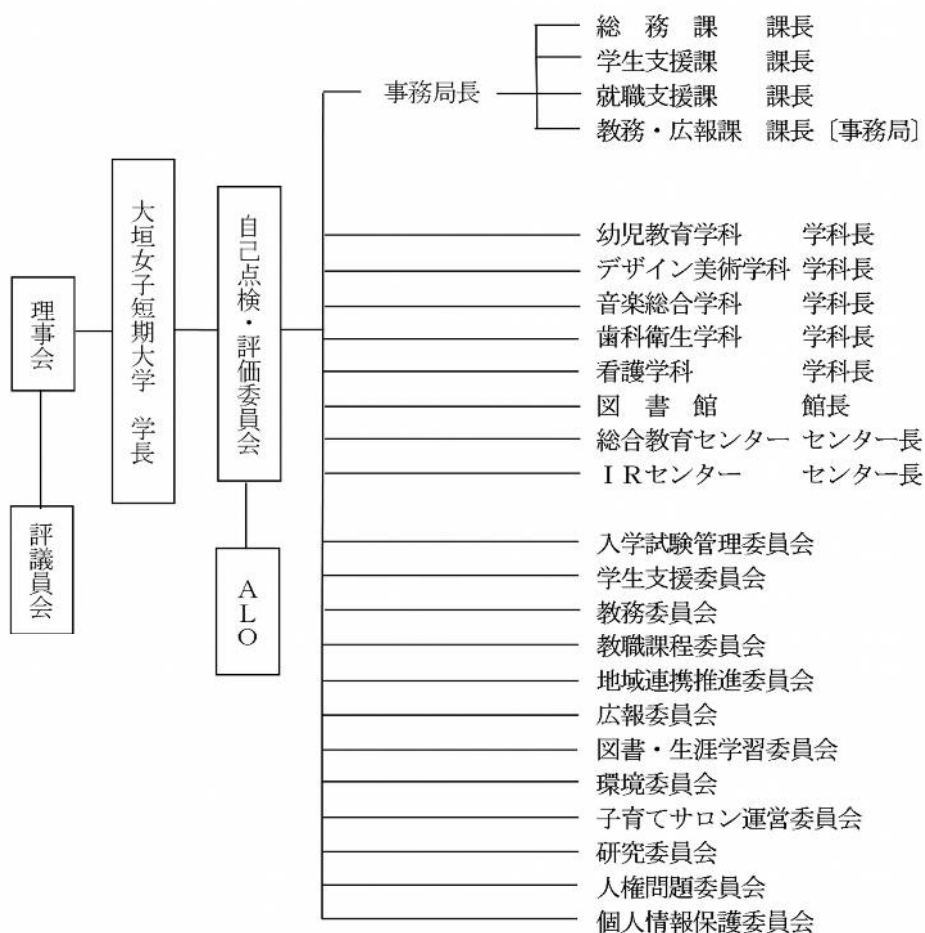 総務課 課長
学生支援課 課長
事務局長
就職支援課 課長
教務・広報課 課長〔事務局〕
理事会
評議員会
大垣女子短期大学 学長
自己点検・評価委員会
ALO
幼児教育学科 学科長
デザイン美術学科 学科長
音楽総合学科 学科長
歯科衛生学科 学科長
看護学科 学科長
図書館 館長
総合教育センター センター長
IRセンター センター長
入学試験管理委員会
学生支援委員会
教務委員会
教職課程委員会
地域連携推進委員会
広報委員会
図書・生涯学習委員会
環境委員会
子育てサロン運営委員会
研究委員会
人権問題委員会
個人情報保護委員会